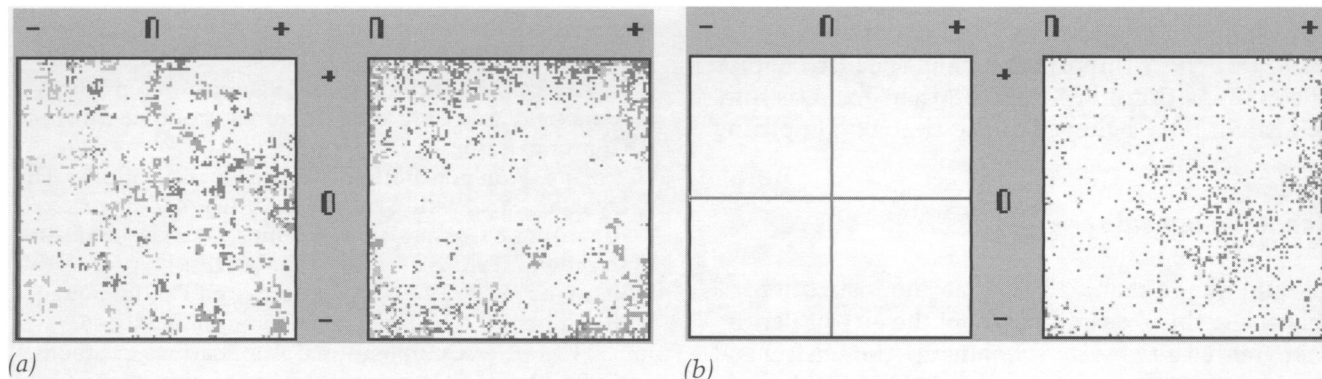 - 0 + 0 + - 0 + 0 +
+ +
0 0
- -
(a) (b)